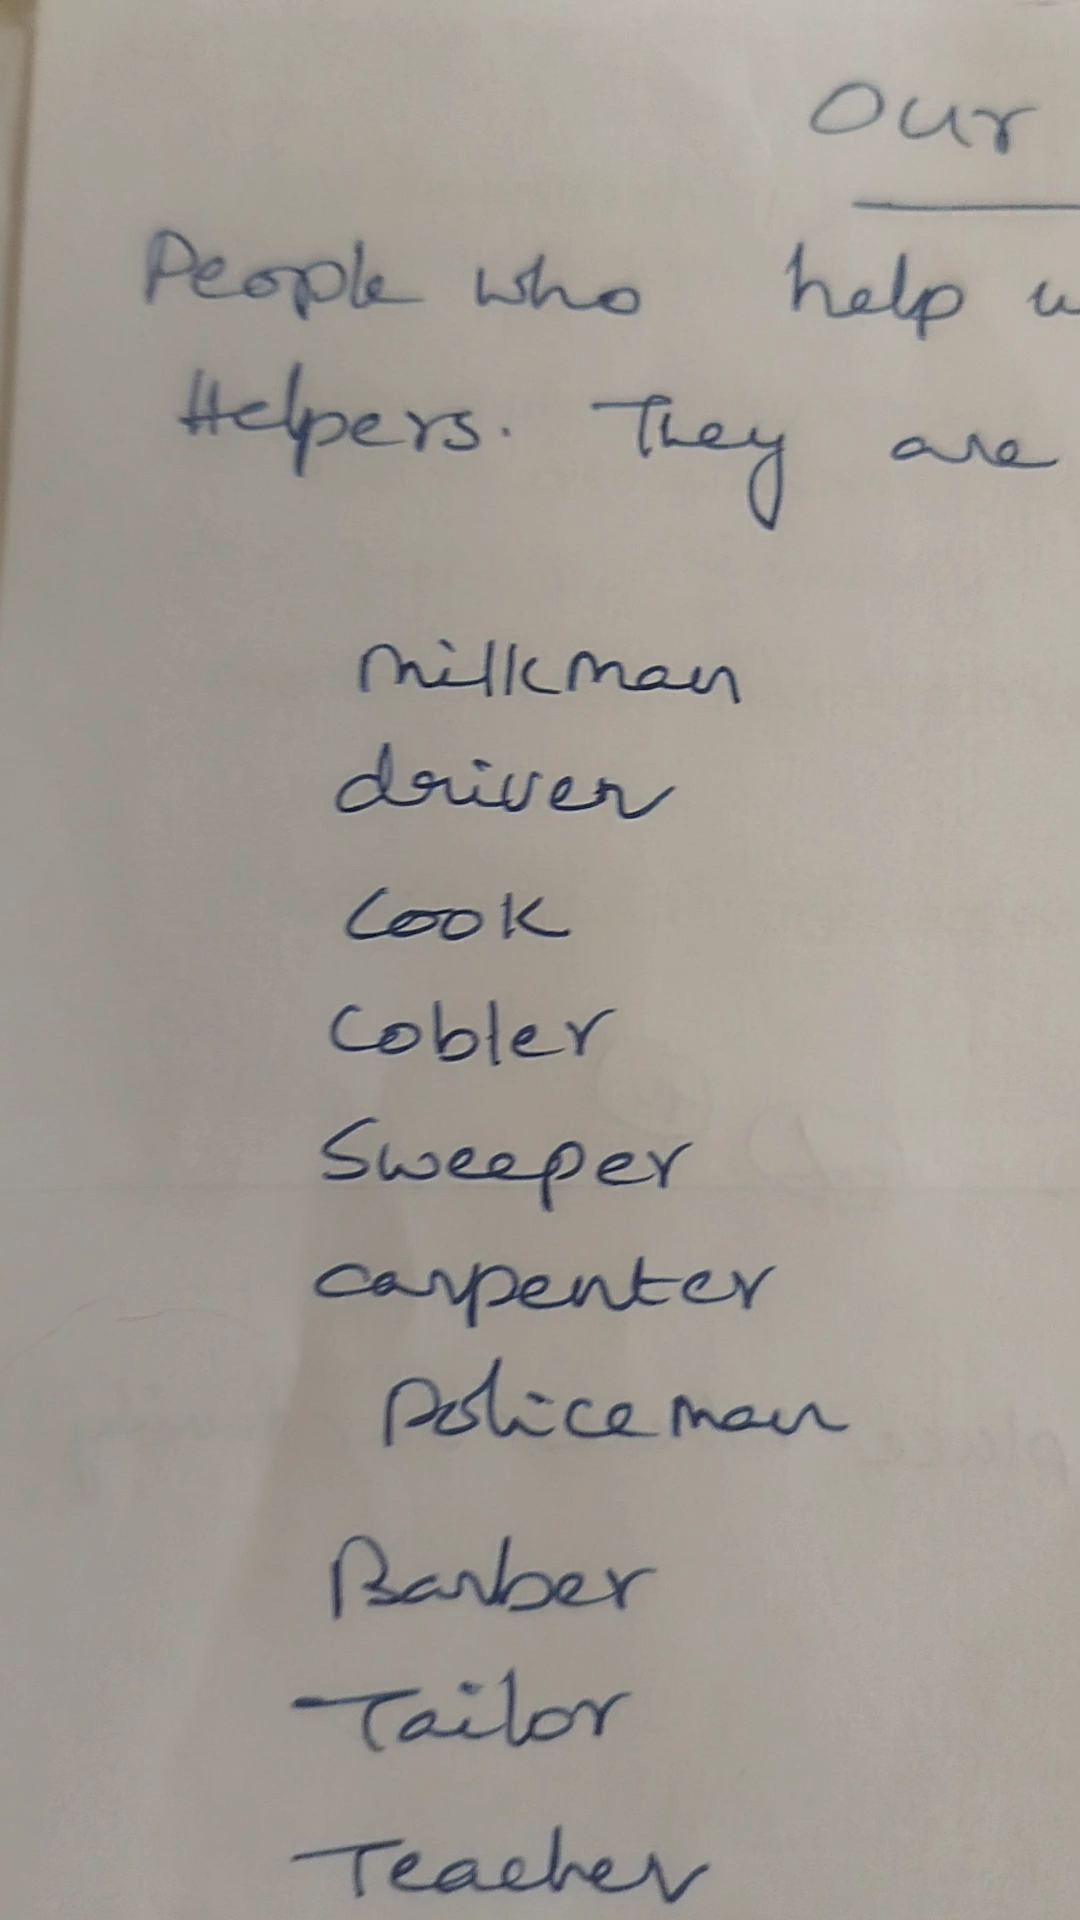 Our
People who help
Helpers. They are
Milkman
driver
Cook
Cobler
Sweeper
carpenter
Policeman
Barber
Tailor
Teacher